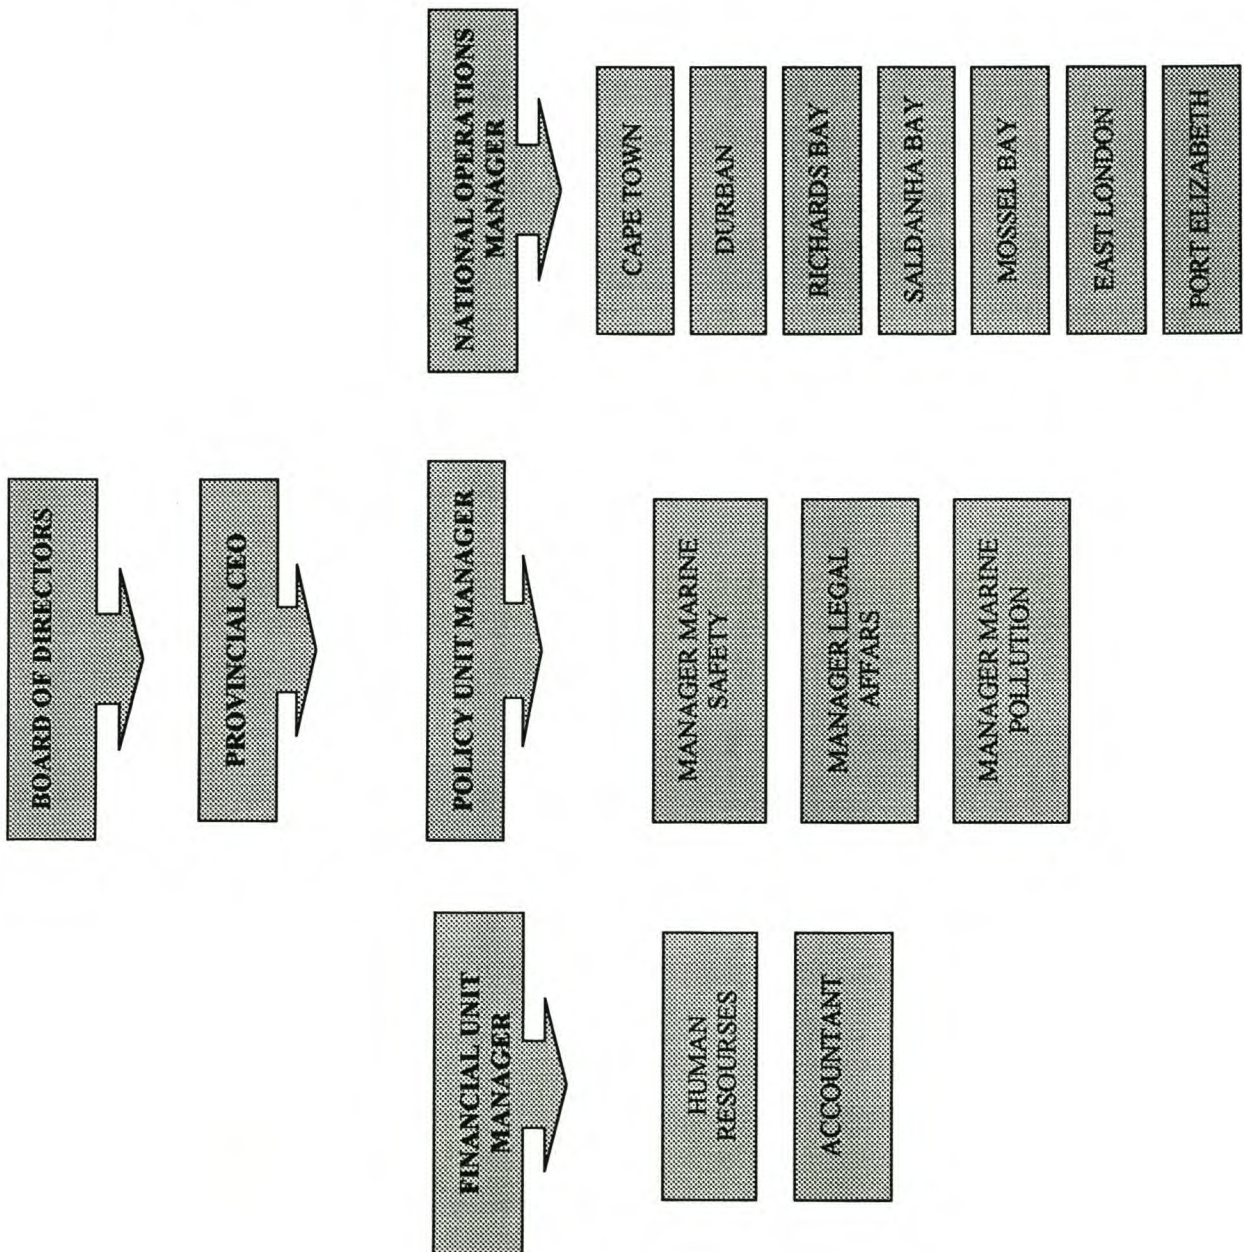 BOARD OF DIRECTORS
PROVINCIAL CEO
FINANCIAL UNIT
MANAGER
POLICY UNIT MANAGER
NATIONAL OPERATIONS
MANAGER
HUMAN
RESOURSES
ACCOUNTANT
MANAGER MARINE
SAFETY
MANAGER LEGAL
AFFARS
MANAGER MARINE
POLLUTION
CAPE TOWN
DURBAN
RICHARDS BAY
SALDANHA BAY
MOSSEL BAY
EAST LONDON
PORT ELIZABETH